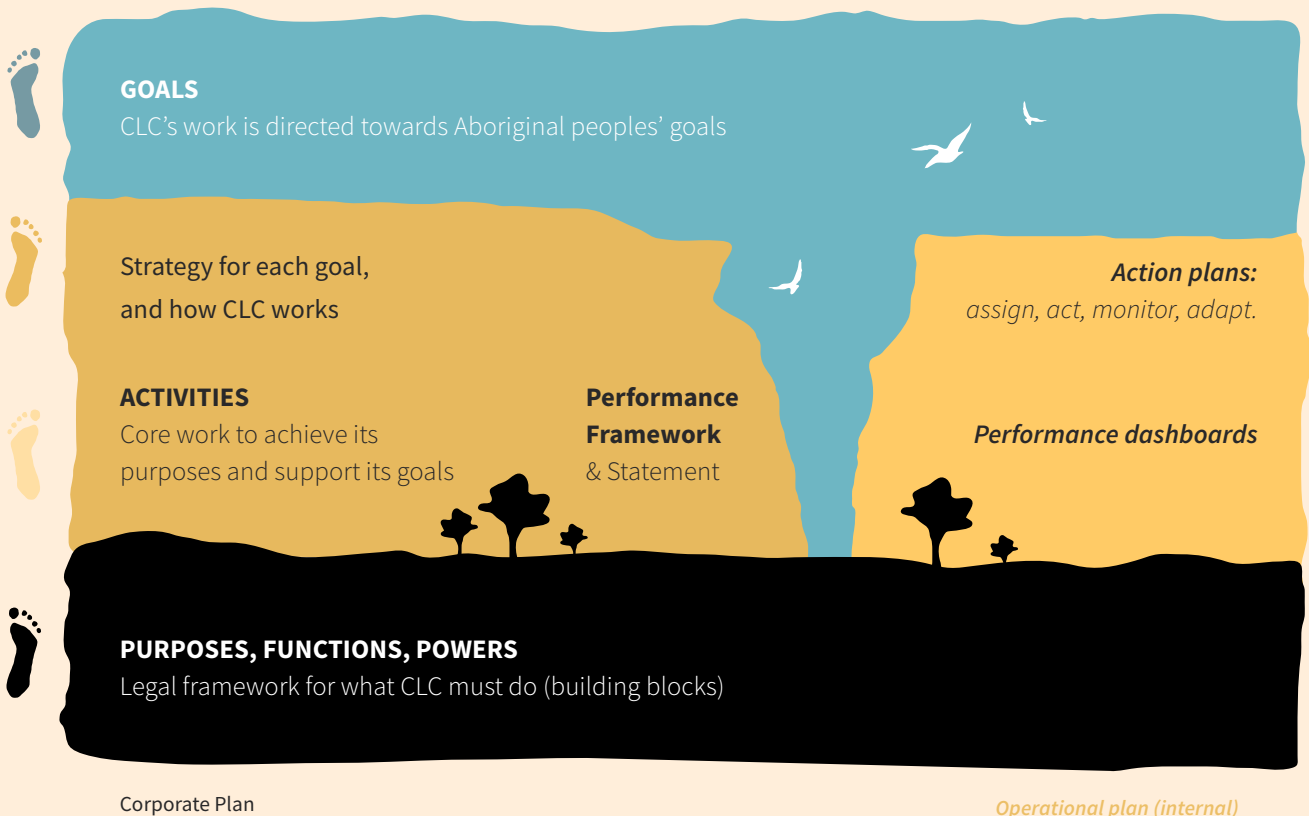 GOALS
CLC’s work is directed towards Aboriginal peoples’ goals
Strategy for each goal,
and how CLC works
Action plans:
assign, act, monitor, adapt.
ACTIVITIES
Core work to achieve its
purposes and support its goals
Performance
Framework
& Statement
Performance dashboards
PURPOSES, FUNCTIONS, POWERS
Legal framework for what CLC must do (building blocks)
Corporate Plan
Operational plan (internal)